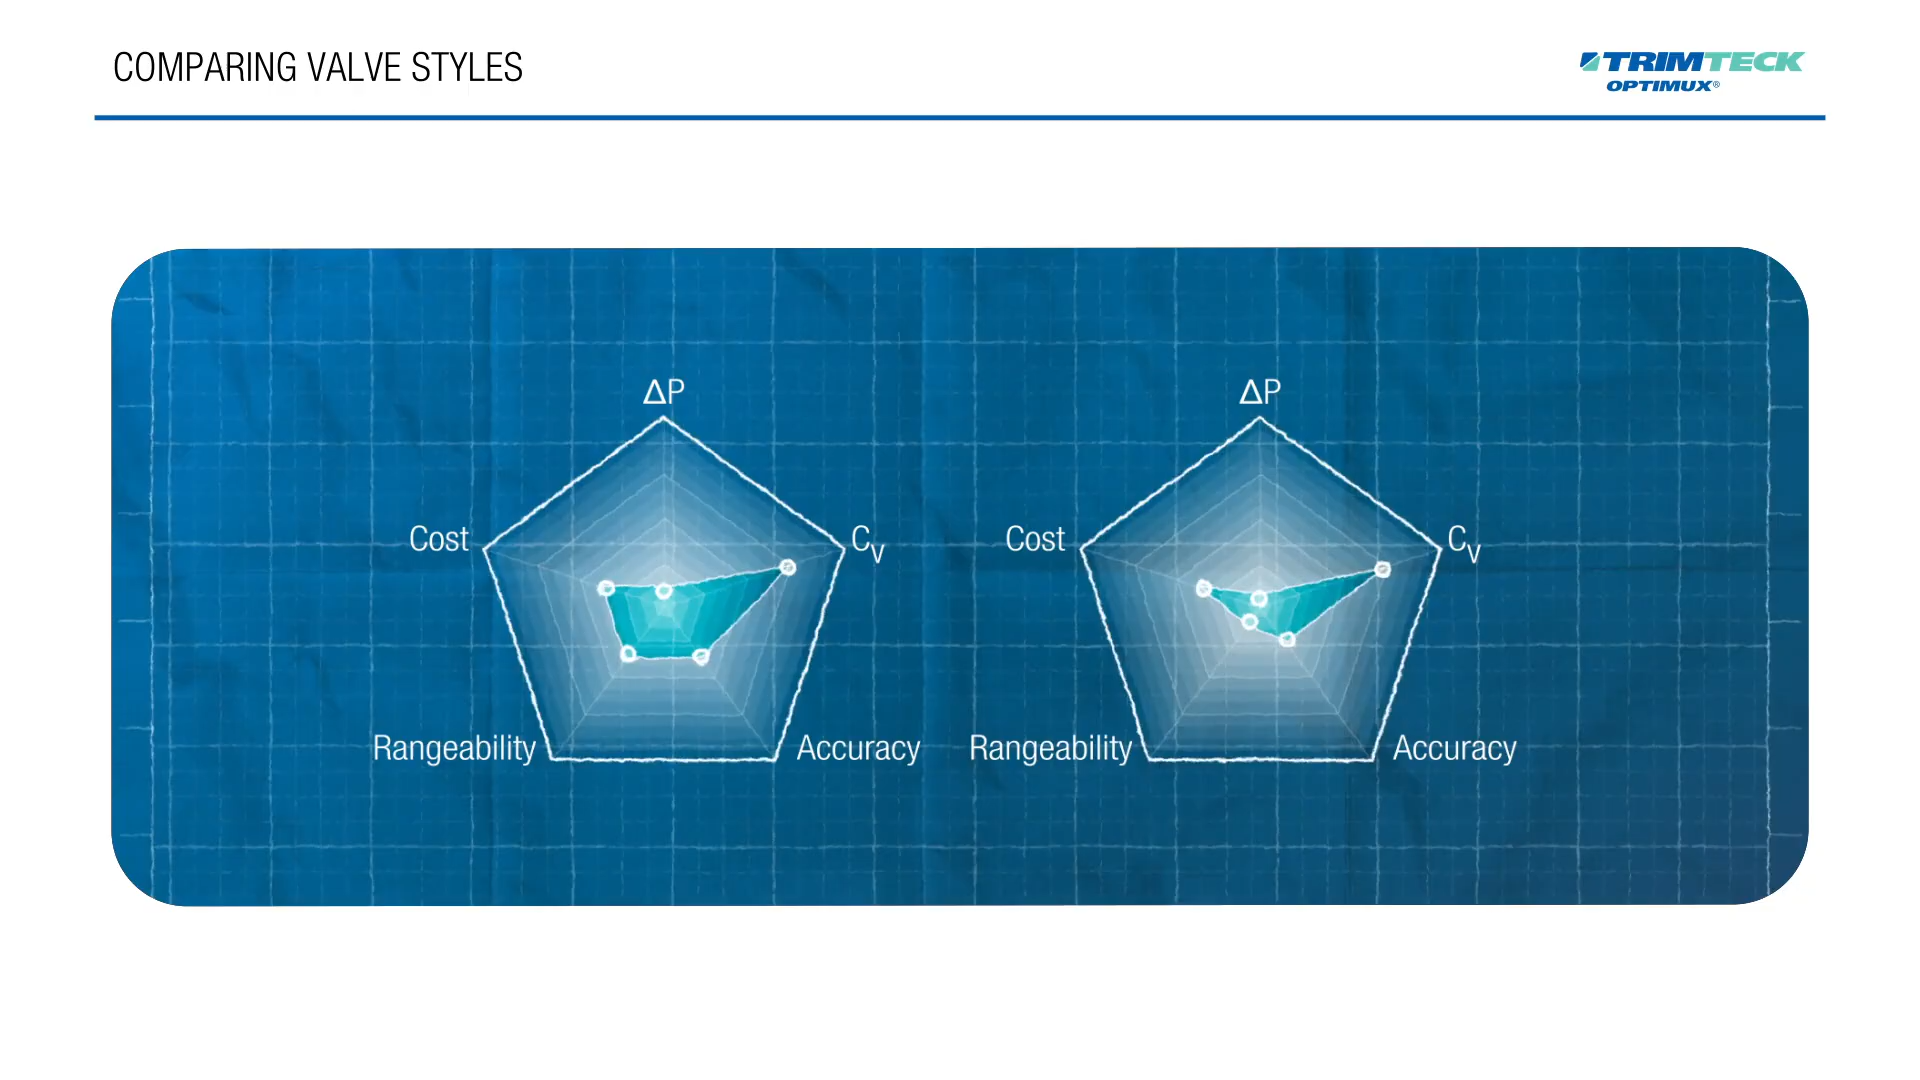 COMPARING VALVE STYLES
TRIMTECK
OPTIMUX®
ΔP
Cost
Cv
Rangeability
Accuracy
ΔP
Cost
Cv
Rangeability
Accuracy